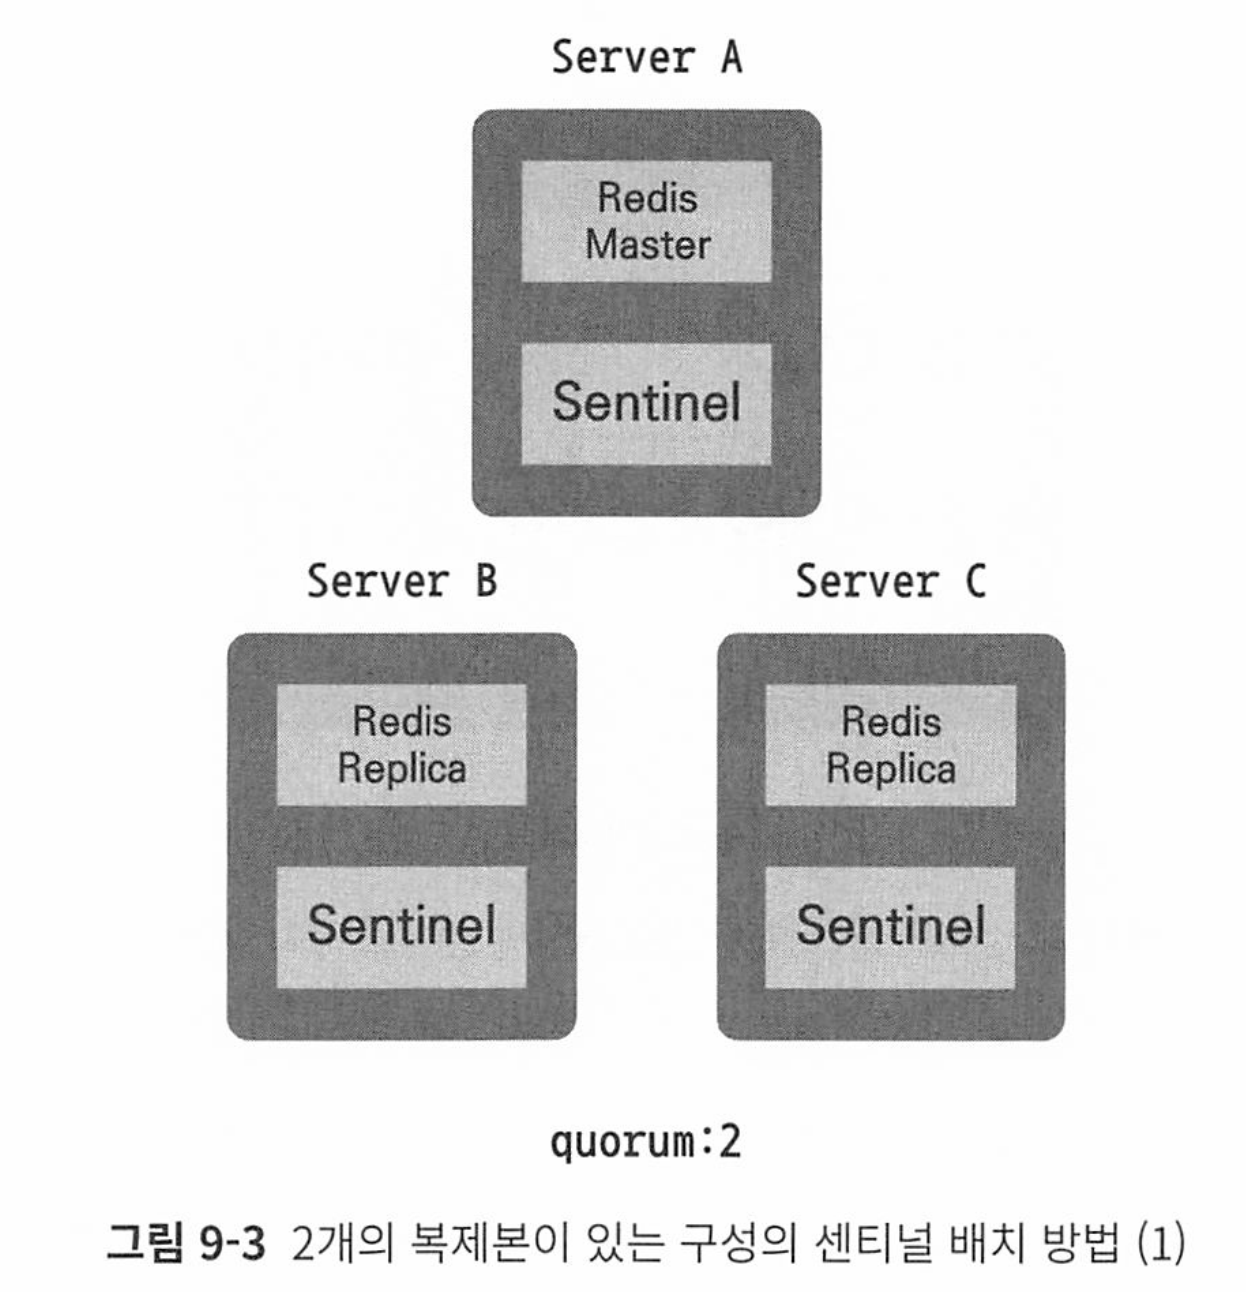 Server A
Redis
Master
Sentinel
Server B
Redis
Replica
Sentinel
Server C
Redis
Replica
Sentinel
quorum:2
그림 9-3 2개의 복제본이 있는 구성의 센티널 배치 방법 (1)